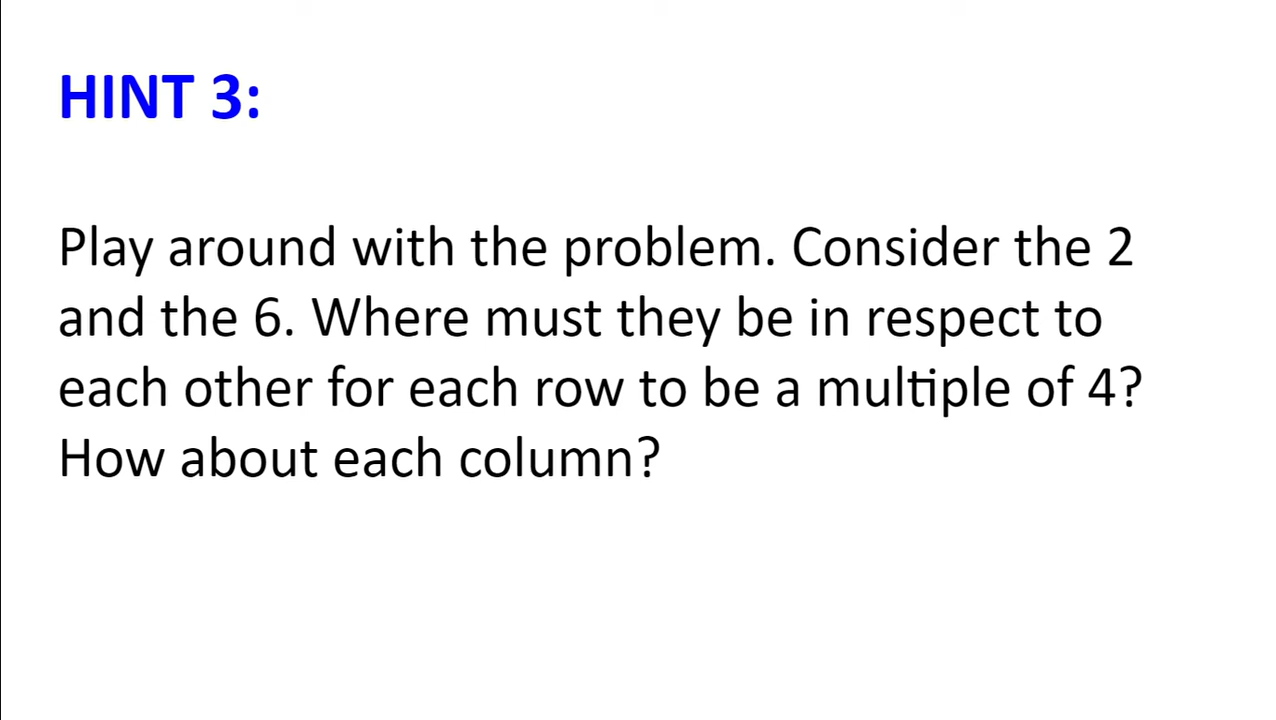 HINT 3:
Play around with the problem. Consider the 2
and the 6. Where must they be in respect to
each other for each row to be a multiple of 4?
How about each column?